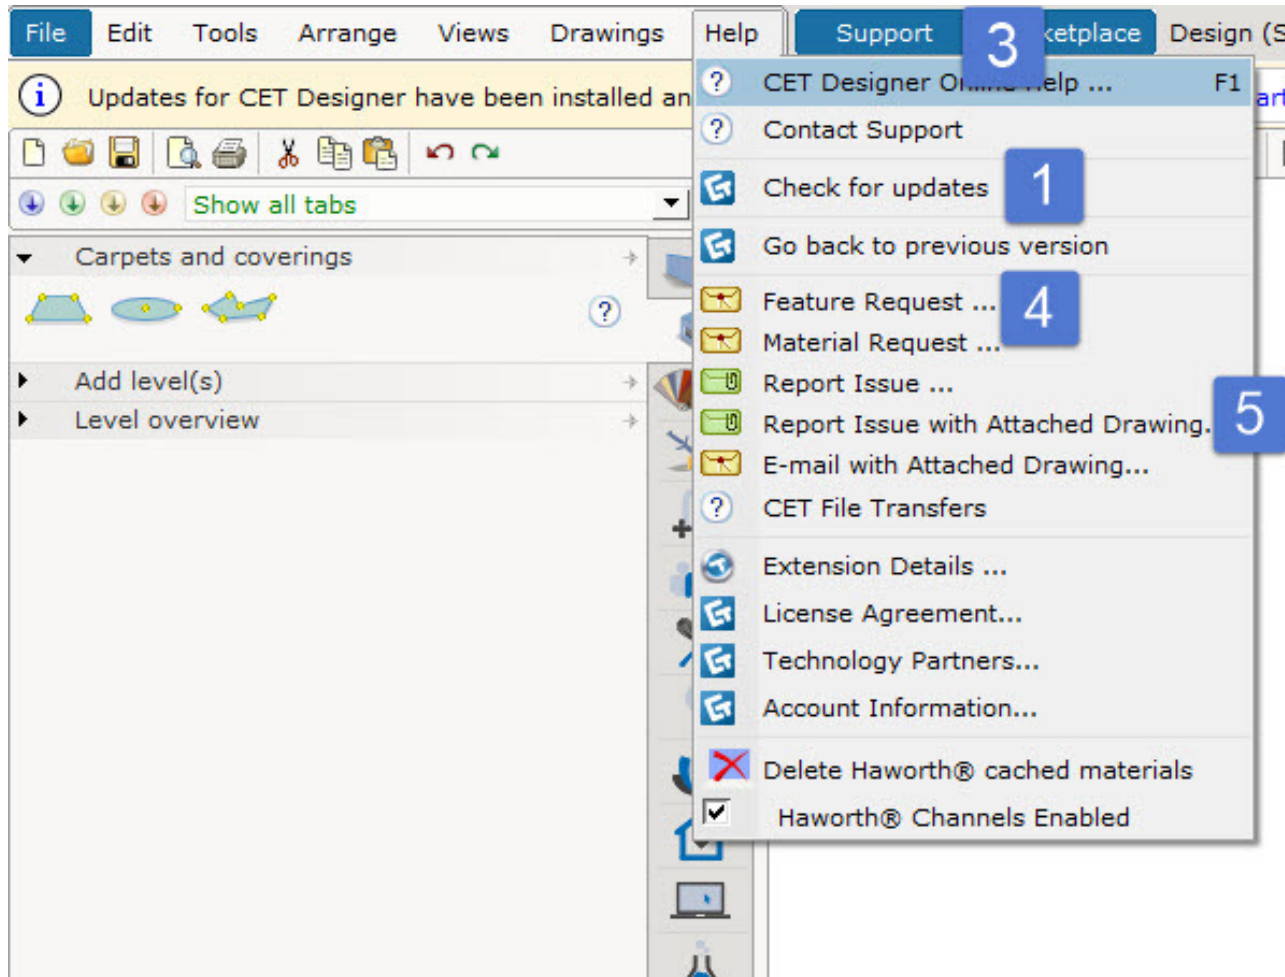 File Edit Tools Arrange Views Drawings Help Support 3 ketplace Design (S
Updates for CET Designer have been installed an
CET Designer Help ... F1
Contact Support
Show all tabs
Check for updates 1
Carpets and coverings
Go back to previous version
Feature Request ... 4
Material Request ...
Add level(s)
Report Issue ...
Level overview
Report Issue with Attached Drawing. 5
E-mail with Attached Drawing...
CET File Transfers
Extension Details ...
License Agreement...
Technology Partners...
Account Information...
Delete Haworth® cached materials
Haworth® Channels Enabled